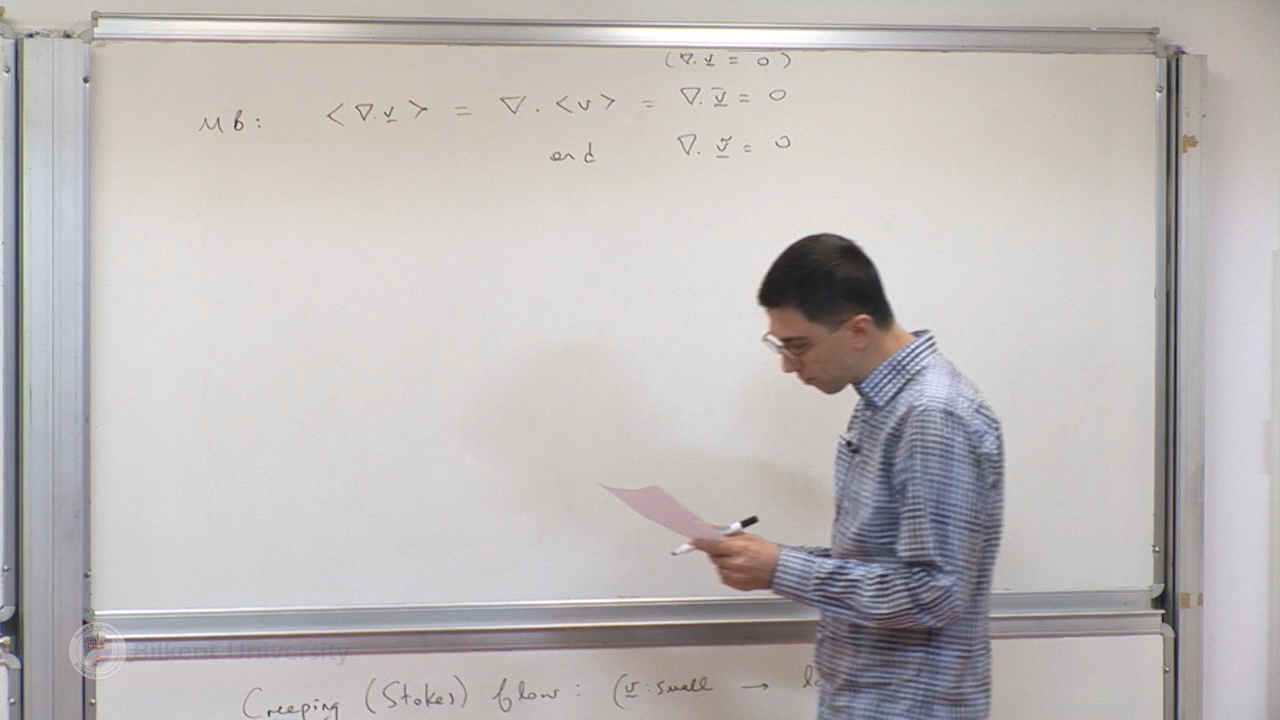 (∇·v̲ = 0)
MB: <∇·v̲> = ∇·<v> = ∇·v̲̄ = 0
and ∇·ṽ̲ = 0
Bilkent University
Creeping (Stokes) flow: (v̲: small →